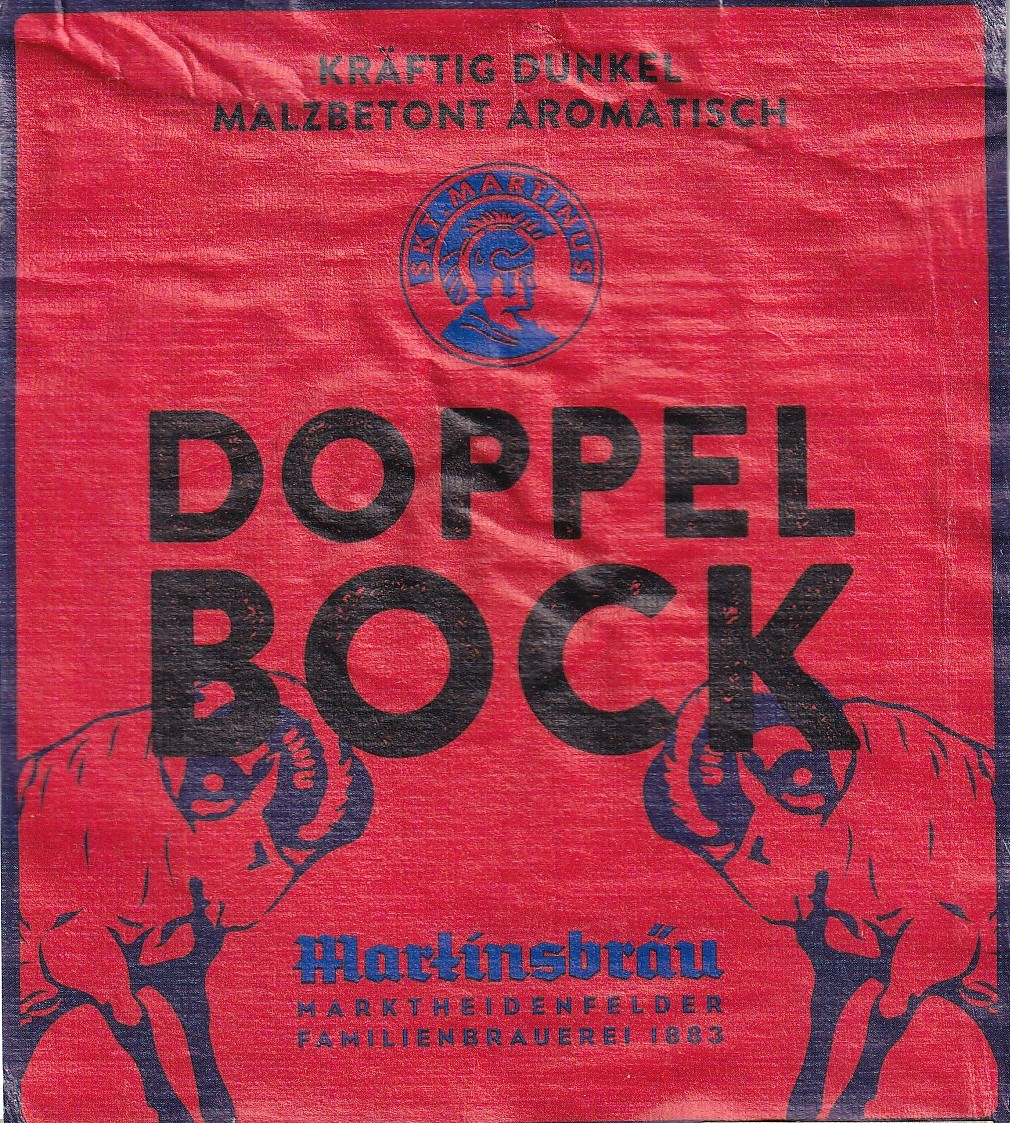 KRÄFTIG DUNKEL
MALZBETONT AROMATISCH
SKT. MARTINUS
DOPPEL
BOCK
Martinsbräu
MARKTHEIDENFELDER
FAMILIENBRAUEREI 1883